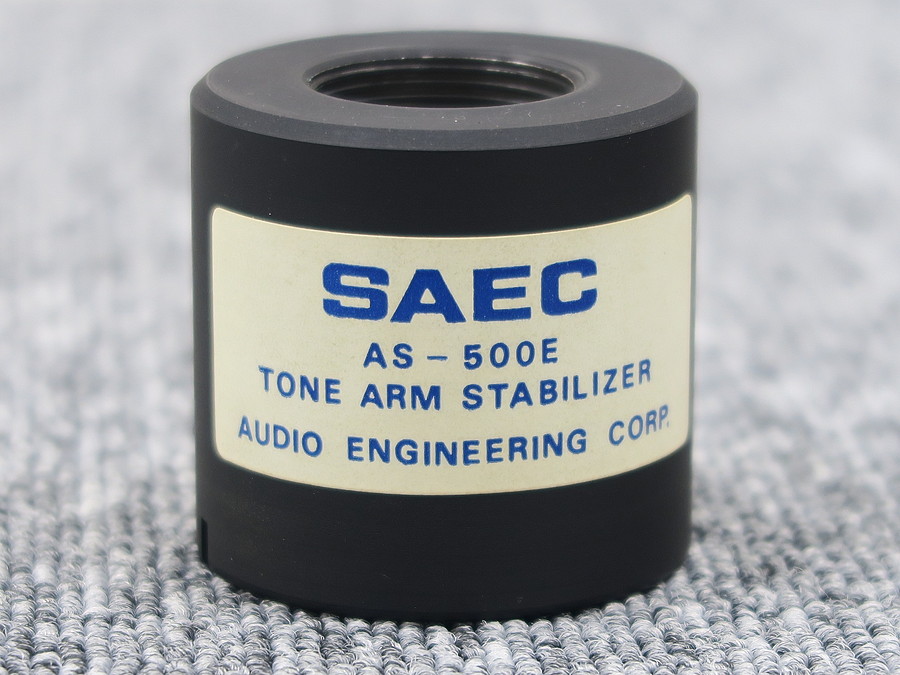 SAEC
AS - 500E
TONE ARM STABILIZER
AUDIO ENGINEERING CORP.